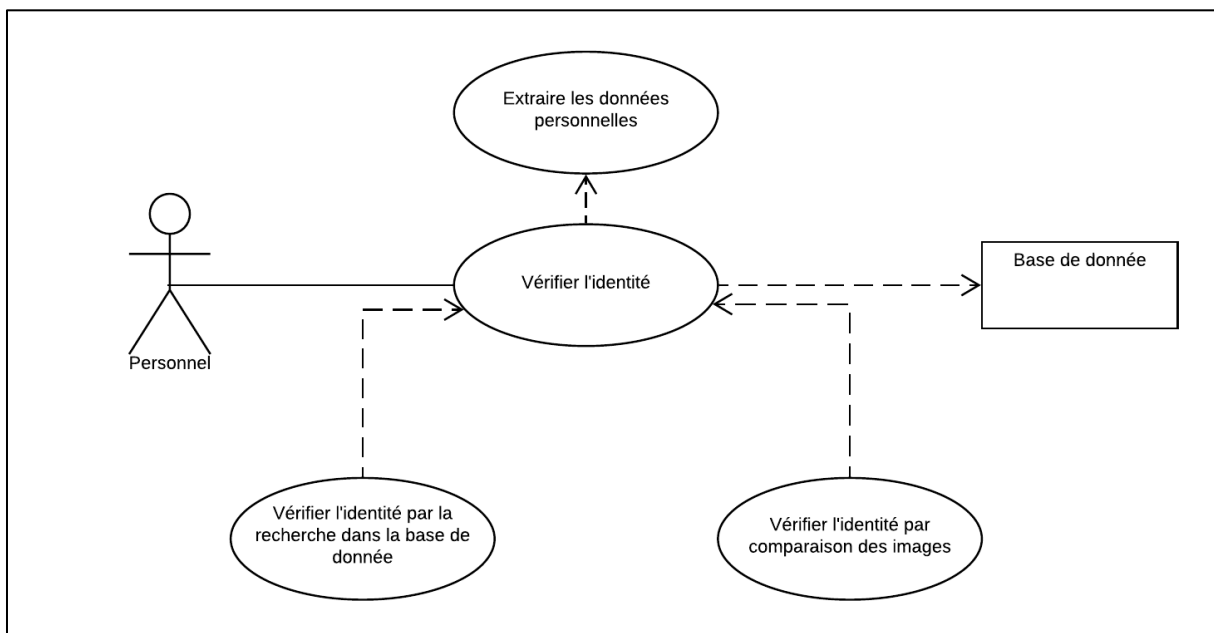 Extraire les données
personnelles
Vérifier l'identité
Base de donnée
Personnel
Vérifier l'identité par la
recherche dans la base de
donnée
Vérifier l'identité par
comparaison des images